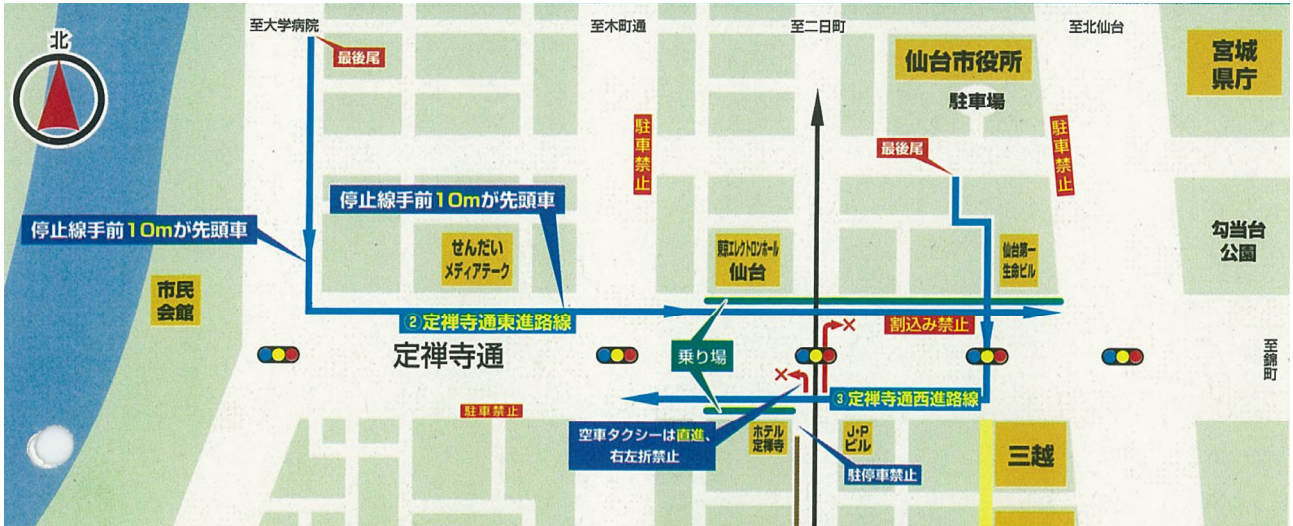 至大学病院
至木町通
至二日町
至北仙台
北
最後尾
仙台市役所
駐車場
宮城
県庁
駐車禁止
駐車禁止
最後尾
停止線手前10mが先頭車
停止線手前10mが先頭車
せんだい
メディアテーク
東京エレクトロンホール
仙台
仙台第一
生命ビル
勾当台
公園
市民
会館
②定禅寺通東進路線
割込み禁止
定禅寺通
乗り場
至錦町
③定禅寺通西進路線
駐車禁止
空車タクシーは直進、
右左折禁止
ホテル
定禅寺
J・P
ビル
駐停車禁止
三越